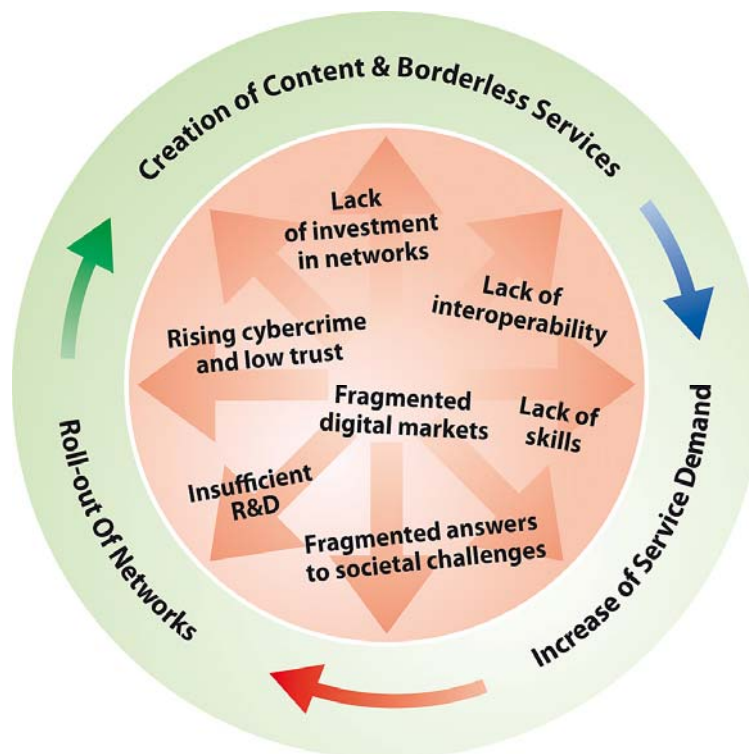 Creation of Content & Borderless Services
Lack
of investment
in networks
Lack of
interoperability
Rising cybercrime
and low trust
Fragmented
digital markets
Lack of
skills
Insufficient
R&D
Fragmented answers
to societal challenges
Increase of Service Demand
Roll-out Of Networks